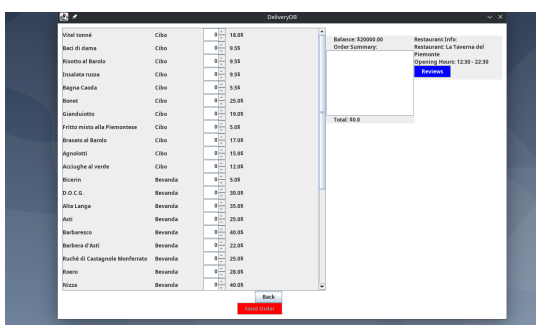 DeliveryDB
Vitel tonné Cibo 0 18.0$
Baci di dama Cibo 0 9.5$
Risotto al Barolo Cibo 0 9.5$
Insalata russa Cibo 0 9.5$
Bagna Caoda Cibo 0 5.5$
Bonet Cibo 0 25.0$
Gianduiotto Cibo 0 19.0$
Fritto misto alla Piemontese Cibo 0 5.0$
Brasato al Barolo Cibo 0 17.0$
Agnolotti Cibo 0 15.0$
Acciughe al verde Cibo 0 12.0$
Bicerin Bevanda 0 5.0$
D.O.C.G. Bevanda 0 30.0$
Alta Langa Bevanda 0 35.0$
Asti Bevanda 0 25.0$
Barbaresco Bevanda 0 40.0$
Barbera d'Asti Bevanda 0 22.0$
Ruchè di Castagnole Monferrato Bevanda 0 25.0$
Roero Bevanda 0 28.0$
Nizza Bevanda 0 40.0$
Balance: $20000.00
Order Summary:
Total: $0.0
Restaurant Info:
Restaurant: La Taverna del
Piemonte
Opening Hours: 12:30 - 22:30
Reviews
Back
Send Order